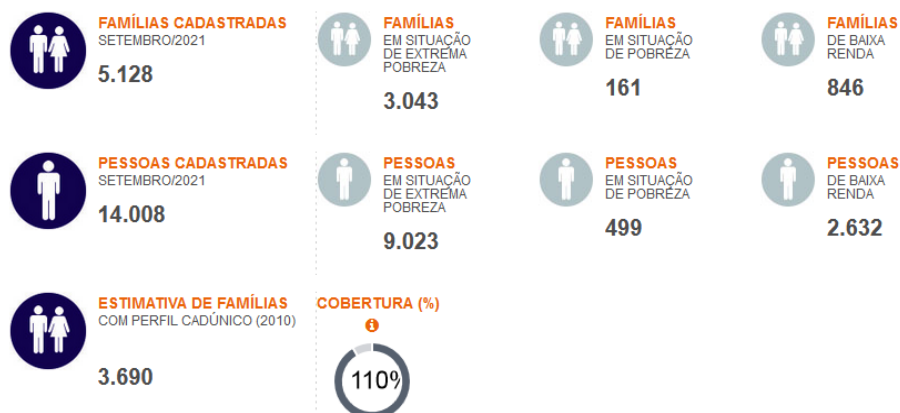 FAMÍLIAS CADASTRADAS
SETEMBRO/2021
5.128
FAMÍLIAS
EM SITUAÇÃO
DE EXTREMA
POBREZA
3.043
FAMÍLIAS
EM SITUAÇÃO
DE POBREZA
161
FAMÍLIAS
DE BAIXA
RENDA
846
PESSOAS CADASTRADAS
SETEMBRO/2021
14.008
PESSOAS
EM SITUAÇÃO
DE EXTREMA
POBREZA
9.023
PESSOAS
EM SITUAÇÃO
DE POBREZA
499
PESSOAS
DE BAIXA
RENDA
2.632
ESTIMATIVA DE FAMÍLIAS
COM PERFIL CADÚNICO (2010)
3.690
COBERTURA (%)
110%